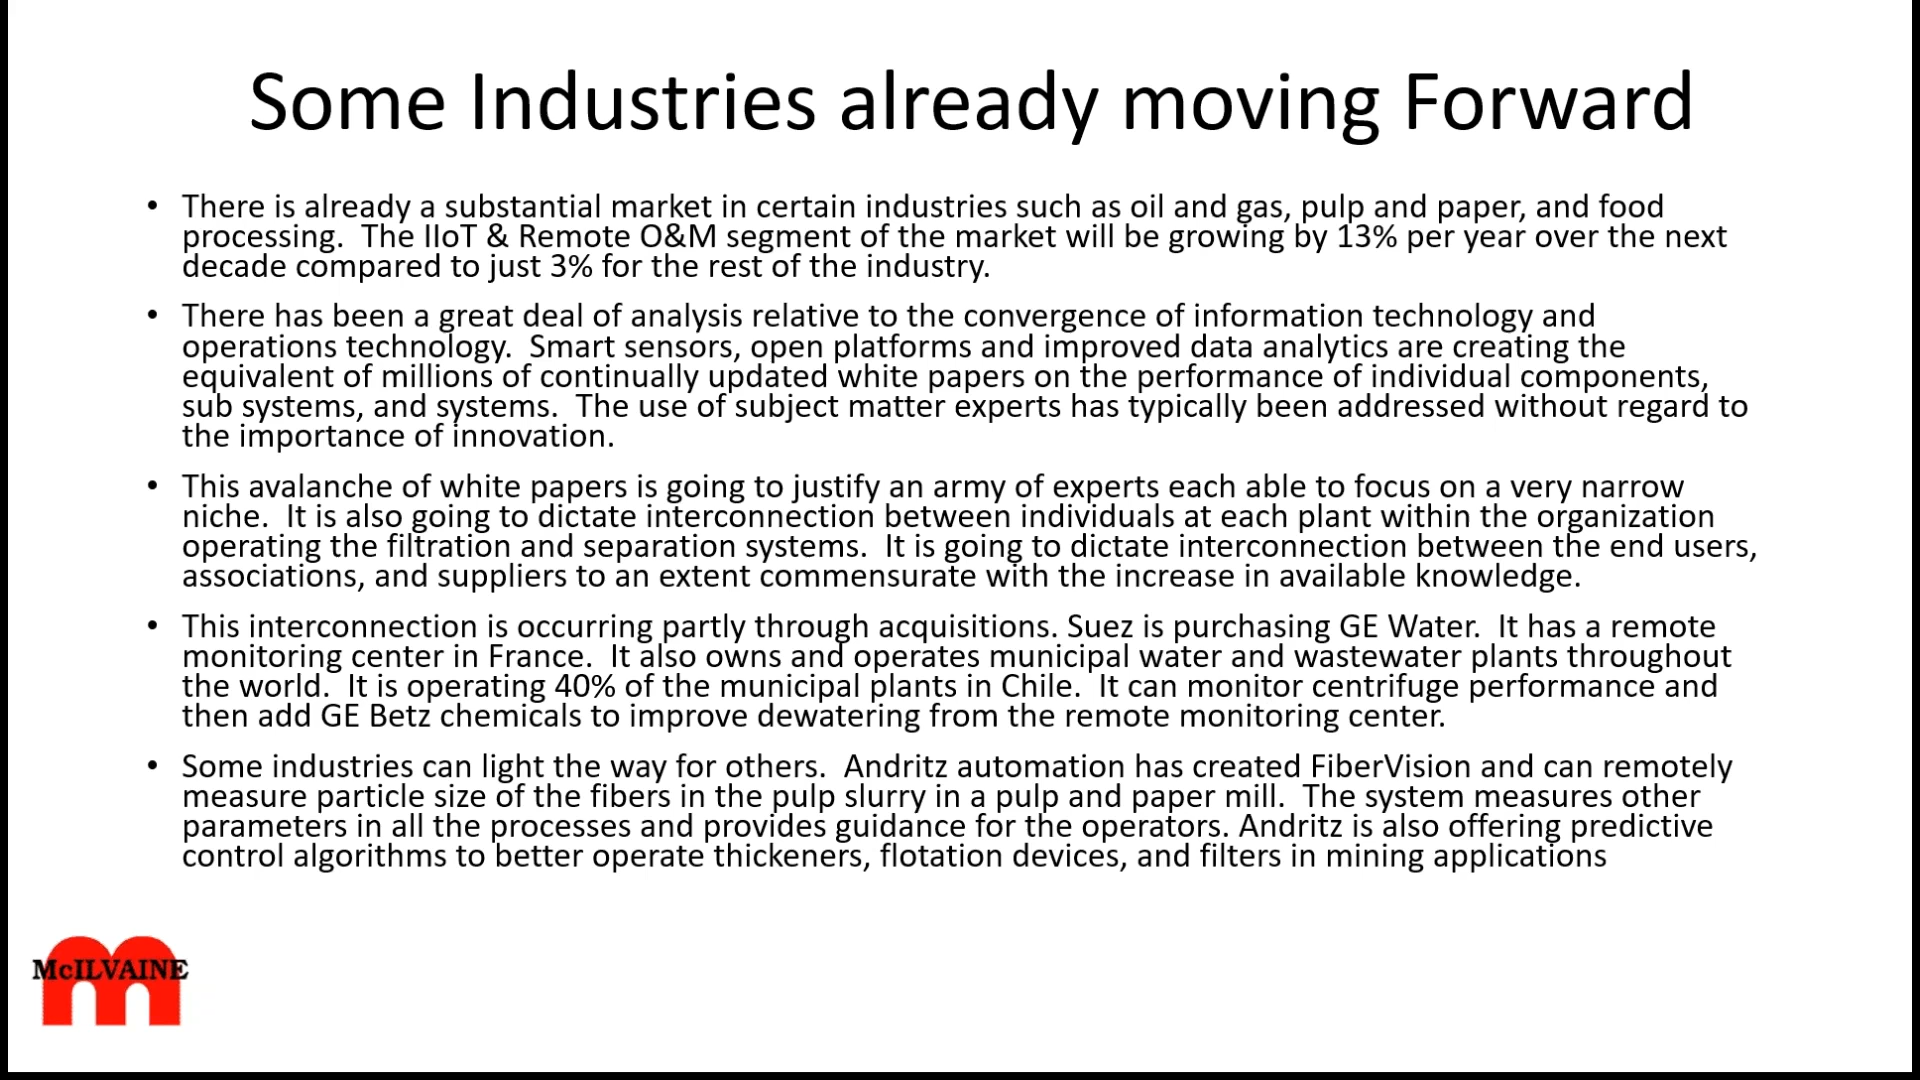 Some Industries already moving Forward
• There is already a substantial market in certain industries such as oil and gas, pulp and paper, and food
processing.  The IIoT & Remote O&M segment of the market will be growing by 13% per year over the next
decade compared to just 3% for the rest of the industry.
• There has been a great deal of analysis relative to the convergence of information technology and
operations technology.  Smart sensors, open platforms and improved data analytics are creating the
equivalent of millions of continually updated white papers on the performance of individual components,
sub systems, and systems.  The use of subject matter experts has typically been addressed without regard to
the importance of innovation.
• This avalanche of white papers is going to justify an army of experts each able to focus on a very narrow
niche.  It is also going to dictate interconnection between individuals at each plant within the organization
operating the filtration and separation systems.  It is going to dictate interconnection between the end users,
associations, and suppliers to an extent commensurate with the increase in available knowledge.
• This interconnection is occurring partly through acquisitions. Suez is purchasing GE Water.  It has a remote
monitoring center in France.  It also owns and operates municipal water and wastewater plants throughout
the world.  It is operating 40% of the municipal plants in Chile.  It can monitor centrifuge performance and
then add GE Betz chemicals to improve dewatering from the remote monitoring center.
• Some industries can light the way for others.  Andritz automation has created FiberVision and can remotely
measure particle size of the fibers in the pulp slurry in a pulp and paper mill.  The system measures other
parameters in all the processes and provides guidance for the operators. Andritz is also offering predictive
control algorithms to better operate thickeners, flotation devices, and filters in mining applications
McILVAINE